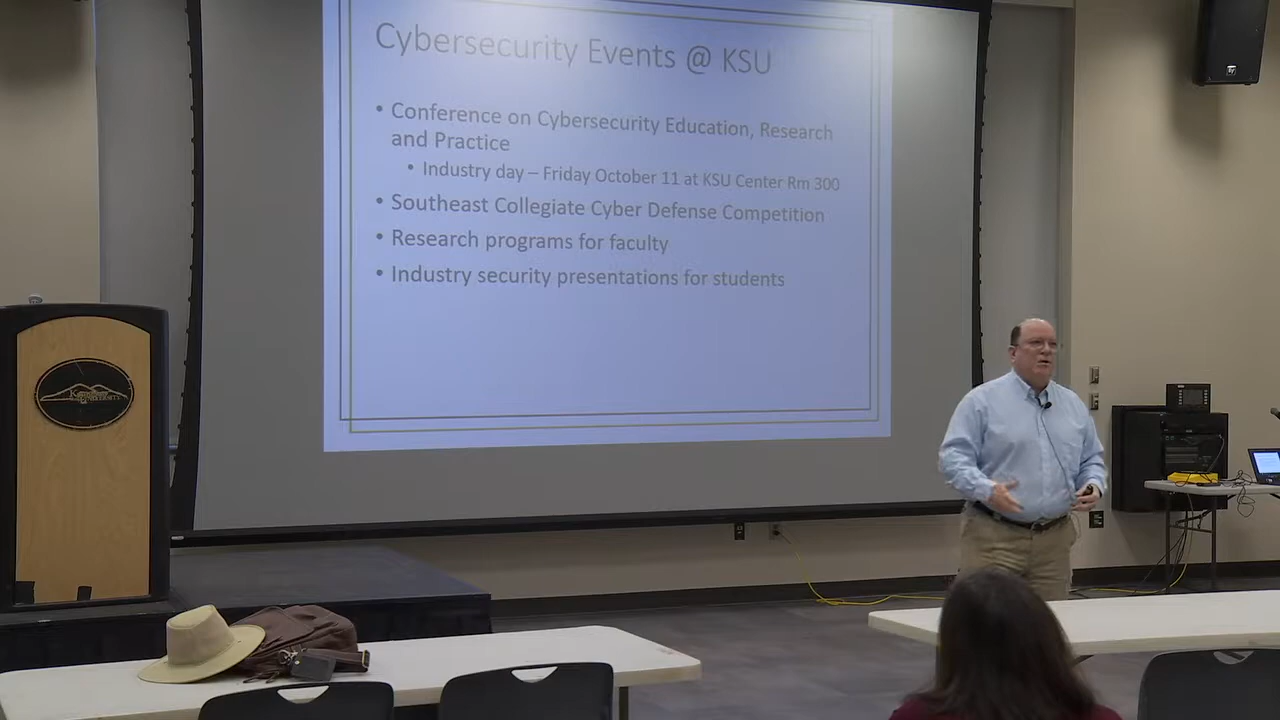 Cybersecurity Events @ KSU
• Conference on Cybersecurity Education, Research
and Practice
• Industry day – Friday October 11 at KSU Center Rm 300
• Southeast Collegiate Cyber Defense Competition
• Research programs for faculty
• Industry security presentations for students